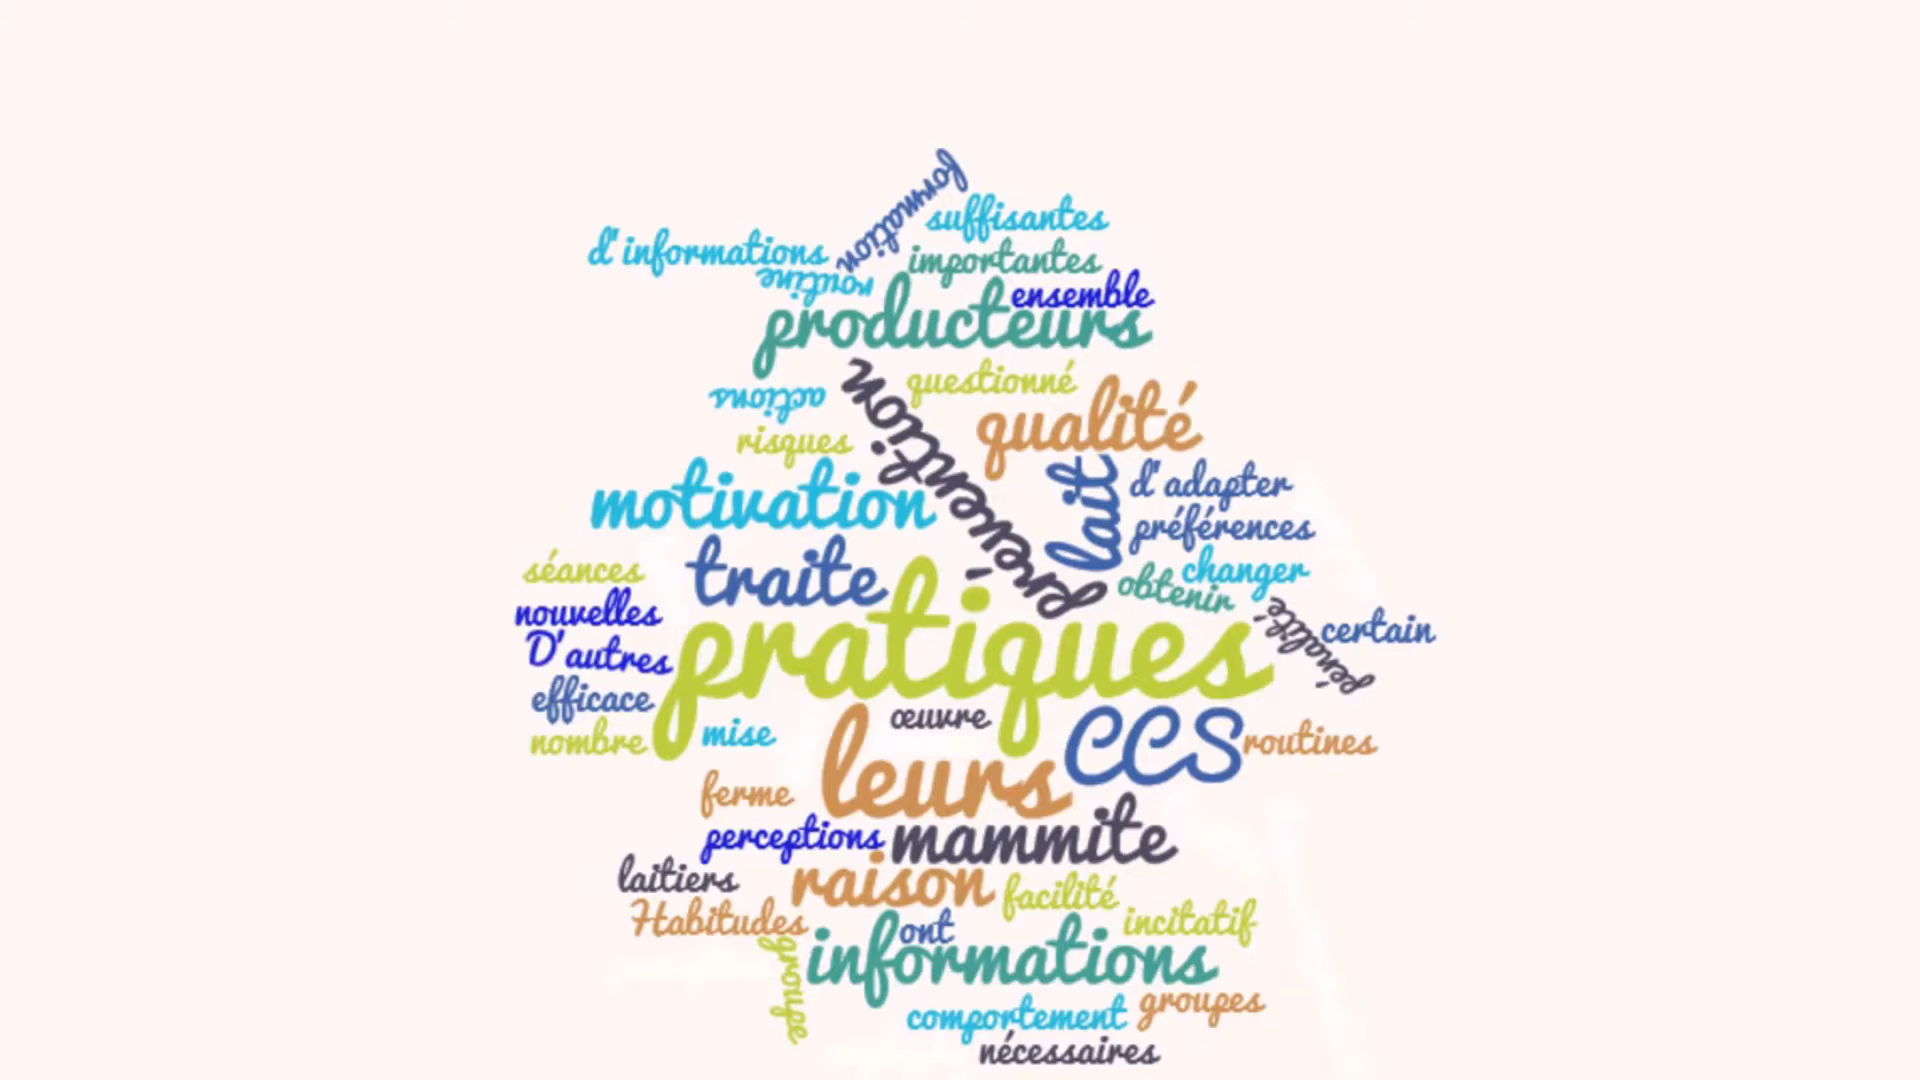 formation
suffisantes
d'informations
importantes
routine
ensemble
producteurs
questionné
actions
prévention
qualité
risques
lait
d'adapter
motivation
préférences
traite
séances
changer
obtenir
nouvelles
pénalité
certain
D'autres
pratiques
efficace
œuvre
nombre
mise
CCS
routines
leurs
ferme
perceptions
mammite
laitiers
raison
facilité
Habitudes
ont
incitatif
groupe
informations
comportement
groupes
nécessaires